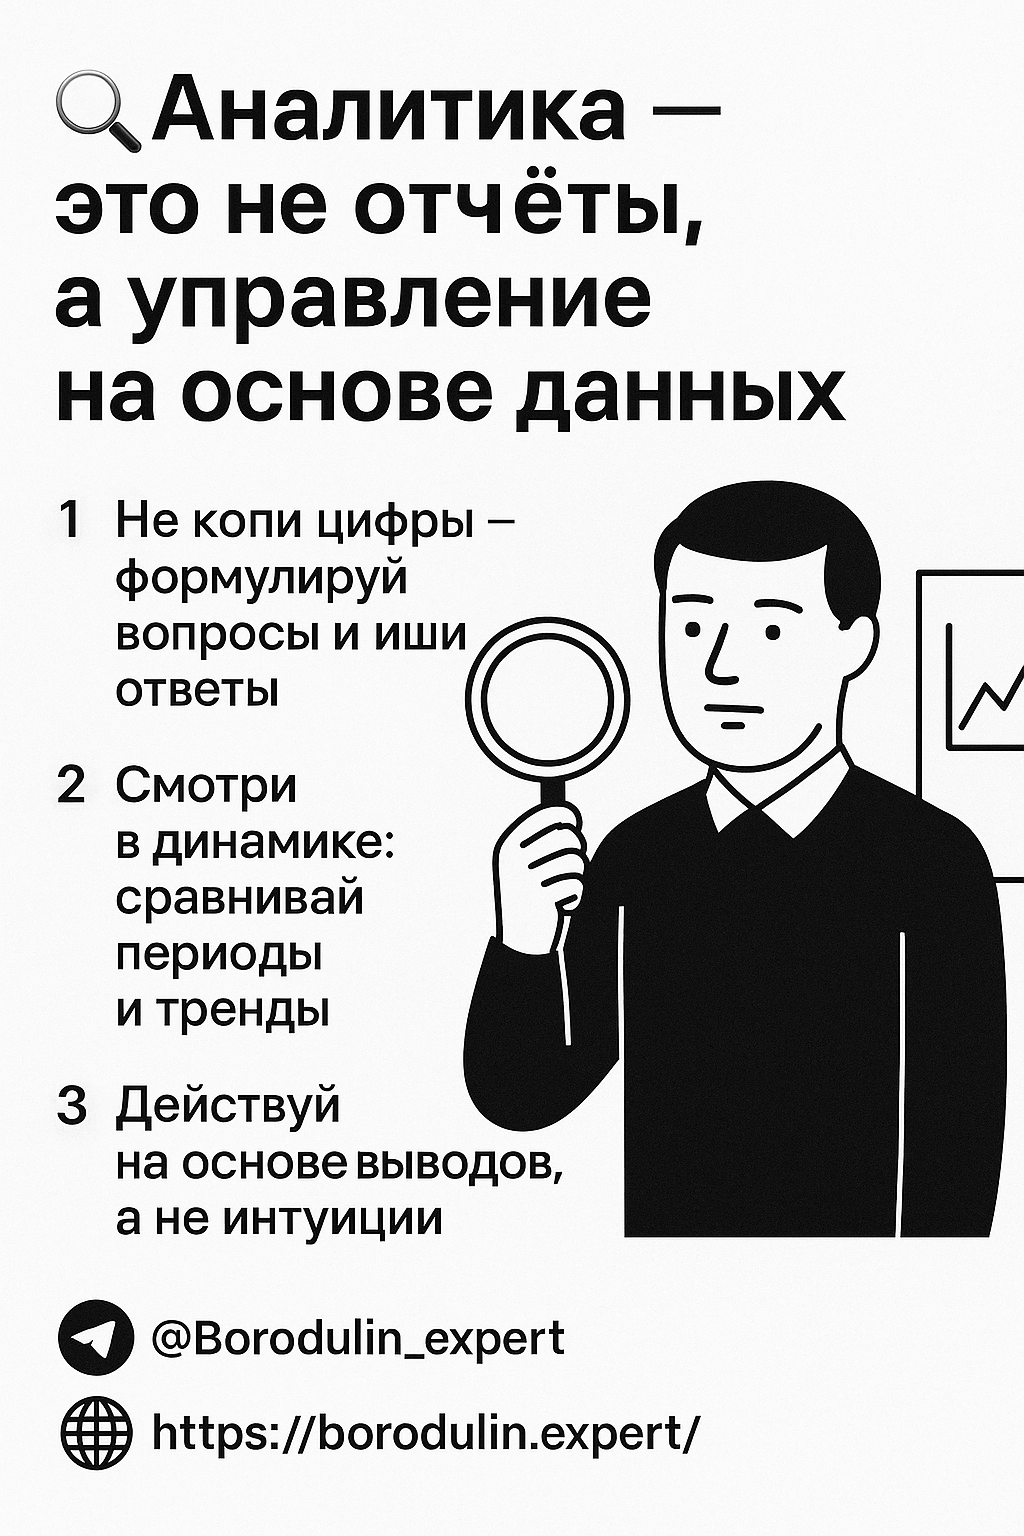 Аналитика —
это не отчёты,
а управление
на основе данных
1 Не копи цифры –
формулируй
вопросы и иши
ответы
2 Смотри
в динамике:
сравнивай
периоды
и тренды
3 Действуй
на основе выводов,
а не интуиции
@Borodulin_expert
https://borodulin.expert/